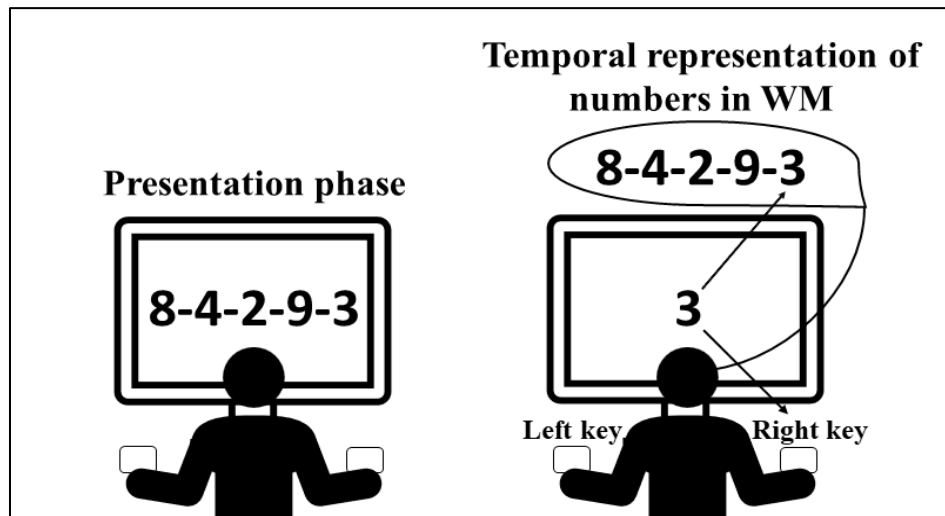 Presentation phase
8-4-2-9-3
Temporal representation of
numbers in WM
8-4-2-9-3
3
Left key
Right key